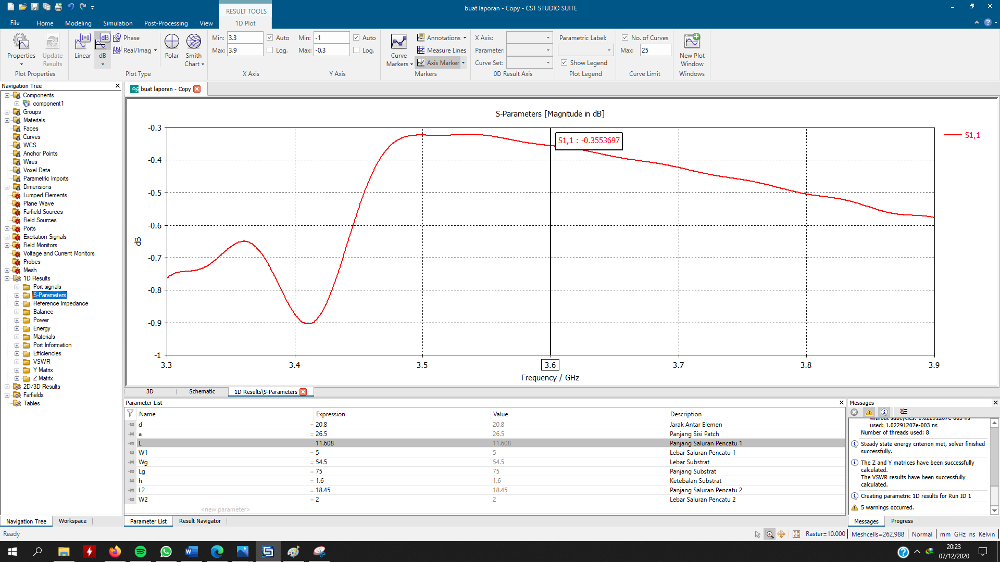 buat laporan - Copy - CST STUDIO SUITE
RESULT TOOLS
File Home Modeling Simulation Post-Processing View 1D Plot
Properties
Update Results
Plot Properties
Linear
dB
Phase
Real/Imag
Polar
Smith Chart
Plot Type
Min: 3.3 Auto
Max: 3.9 Log.
X Axis
Min: -1 Auto
Max: -0.3 Log.
Y Axis
Curve Markers
Annotations
Measure Lines
Axis Marker
Markers
X Axis:
Parameter:
Curve Set:
0D Result Axis
Parametric Label:
Show Legend
Plot Legend
No. of Curves
Max: 25
Curve Limit
New Plot Window
Windows
Navigation Tree
Components
component1
Groups
Materials
Faces
Curves
WCS
Anchor Points
Wires
Voxel Data
Parametric Imports
Dimensions
Lumped Elements
Plane Wave
Farfield Sources
Field Sources
Ports
Excitation Signals
Field Monitors
Voltage and Current Monitors
Probes
Mesh
1D Results
Port signals
S-Parameters
Reference Impedance
Balance
Power
Energy
Materials
Port Information
Efficiencies
VSWR
Y Matrix
Z Matrix
2D/3D Results
Farfields
Tables
Navigation Tree Workspace
buat laporan - Copy
S-Parameters [Magnitude in dB]
S1,1 : -0.3553697
S1,1
-0.3
-0.4
-0.5
-0.6
-0.7
-0.8
-0.9
-1
dB
3.3 3.4 3.5 3.6 3.7 3.8 3.9
Frequency / GHz
3D Schematic 1D Results\S-Parameters
Parameter List
Name Expression Value Description
d = 20.8 20.8 Jarak Antar Elemen
a = 26.5 26.5 Panjang Sisi Patch
L = 11.608 11.608 Panjang Saluran Pencatu 1
W1 = 5 5 Lebar Saluran Pencatu 1
Wg = 54.5 54.5 Lebar Substrat
Lg = 75 75 Panjang Substrat
h = 1.6 1.6 Ketebalan Substrat
L2 = 18.45 18.45 Panjang Saluran Pencatu 2
W2 = 2 2 Lebar Saluran Pencatu 2
<new parameter>
Parameter List Result Navigator
Messages
without subcycles: 1.02291207e-003 ns
used: 1.02291207e-003 ns
Number of threads used: 8
Steady state energy criterion met, solver finished
successfully.
The Z and Y matrices have been successfully
calculated.
The VSWR results have been successfully
calculated.
Creating parametric 1D results for Run ID 1
5 warnings occurred.
Messages Progress
Ready
Raster=10.000 Meshcells=262,988 Normal mm GHz ns Kelvin
20:23
07/12/2020